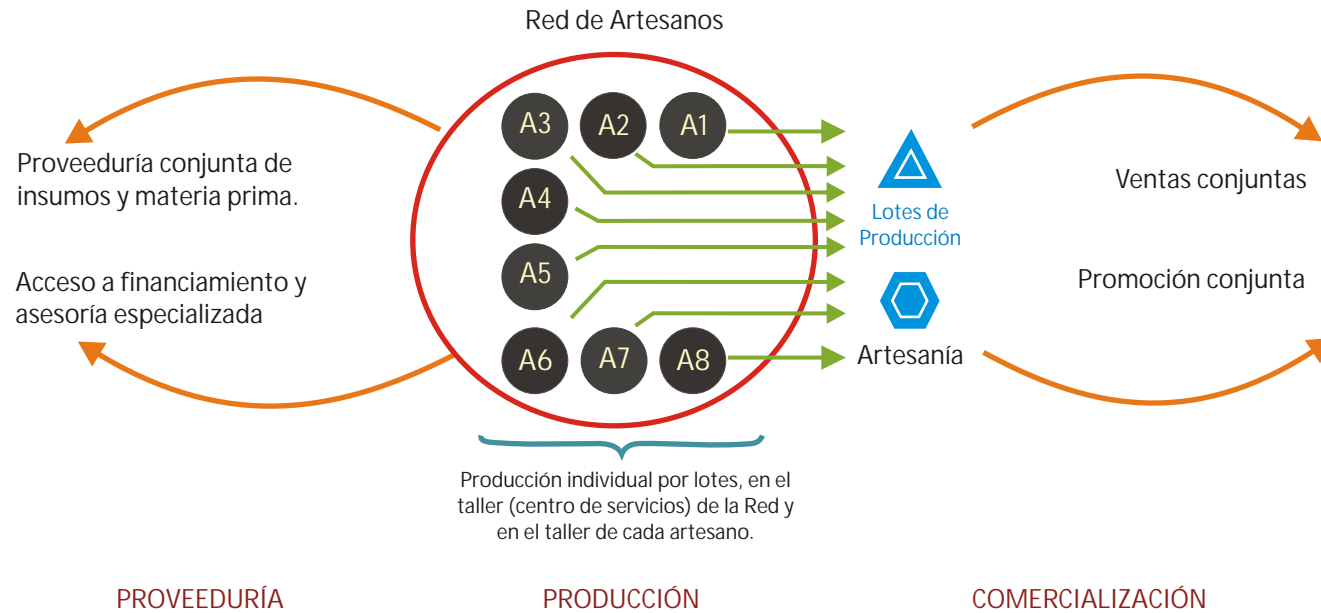 Red de Artesanos
Proveeduría conjunta de
insumos y materia prima.
Acceso a financiamiento y
asesoría especializada
A3 A2 A1
A4
A5
A6 A7 A8
Lotes de
Producción
Artesanía
Ventas conjuntas
Promoción conjunta
Producción individual por lotes, en el
taller (centro de servicios) de la Red y
en el taller de cada artesano.
PROVEEDURÍA
PRODUCCIÓN
COMERCIALIZACIÓN